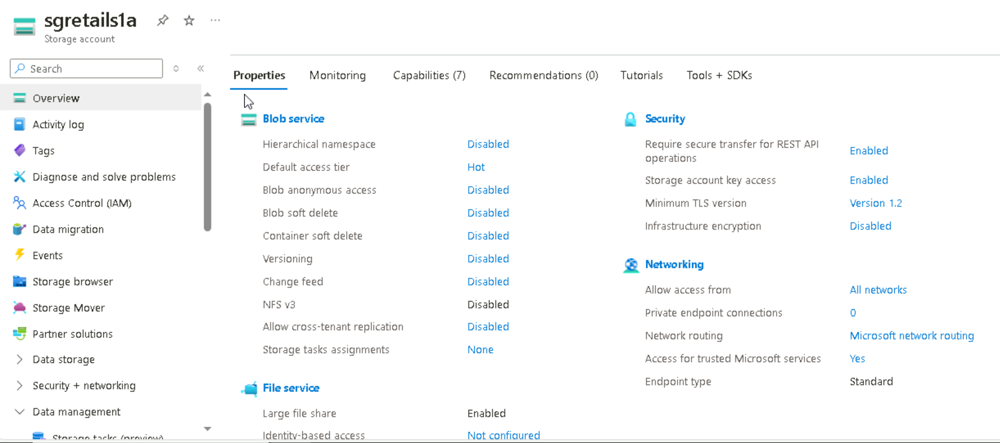 sgretails1a
Storage account
Search
Overview
Activity log
Tags
Diagnose and solve problems
Access Control (IAM)
Data migration
Events
Storage browser
Storage Mover
Partner solutions
Data storage
Security + networking
Data management
Storage tasks (preview)
Properties Monitoring Capabilities (7) Recommendations (0) Tutorials Tools + SDKs
Blob service
Hierarchical namespace Disabled
Default access tier Hot
Blob anonymous access Disabled
Blob soft delete Disabled
Container soft delete Disabled
Versioning Disabled
Change feed Disabled
NFS v3 Disabled
Allow cross-tenant replication Disabled
Storage tasks assignments None
File service
Large file share Enabled
Identity-based access Not configured
Security
Require secure transfer for REST API
operations Enabled
Storage account key access Enabled
Minimum TLS version Version 1.2
Infrastructure encryption Disabled
Networking
Allow access from All networks
Private endpoint connections 0
Network routing Microsoft network routing
Access for trusted Microsoft services Yes
Endpoint type Standard